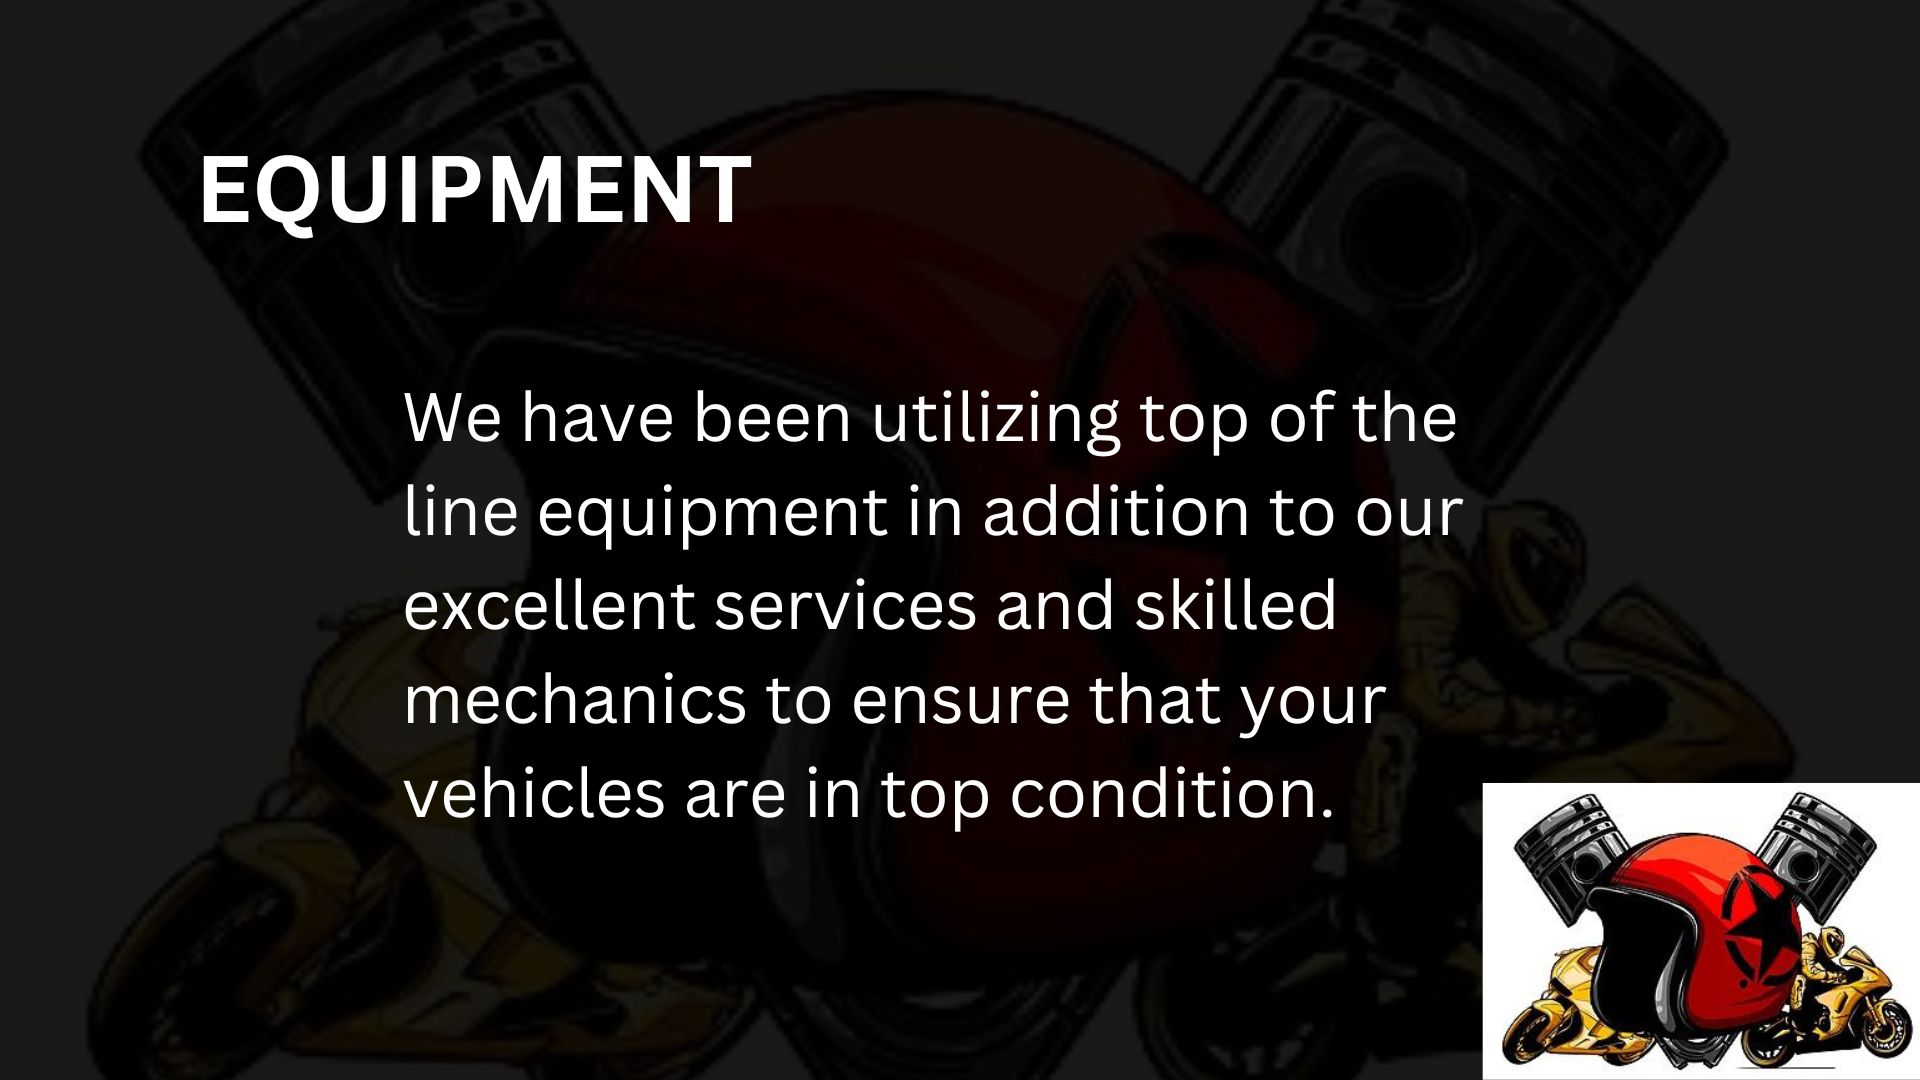 EQUIPMENT
We have been utilizing top of the
line equipment in addition to our
excellent services and skilled
mechanics to ensure that your
vehicles are in top condition.